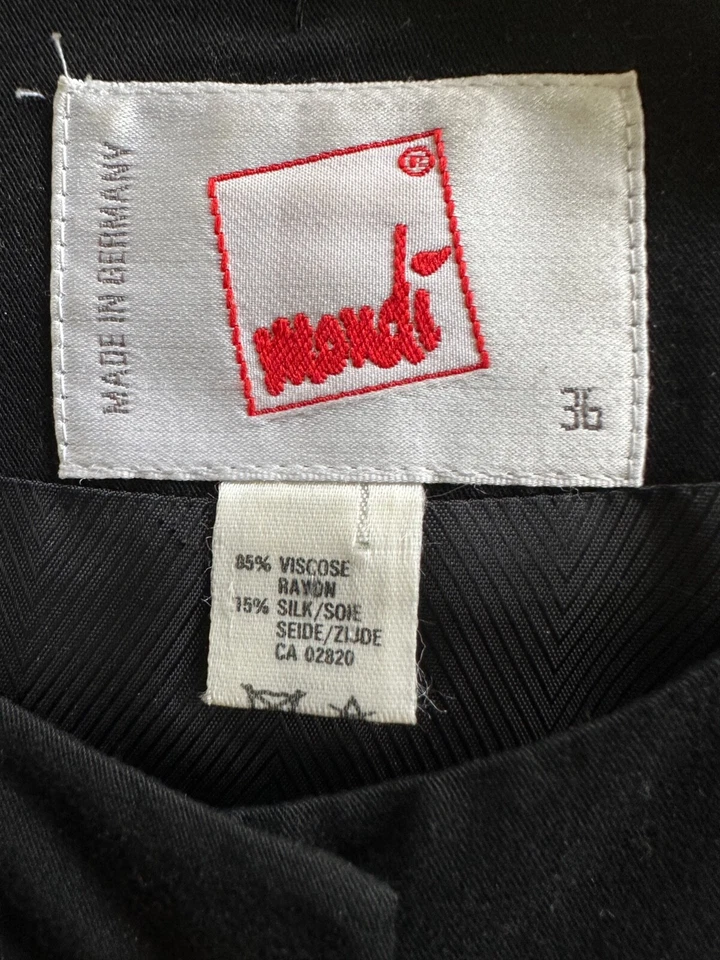 MADE IN GERMANY
®
mondi
36
85% VISCOSE
RAYON
15% SILK/SOIE
SEIDE/ZIJDE
CA 02820